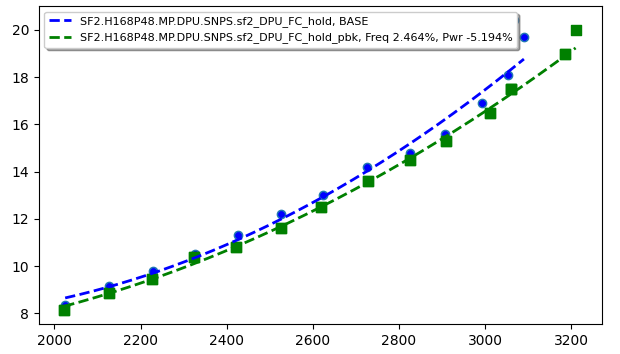 SF2.H168P48.MP.DPU.SNPS.sf2_DPU_FC_hold, BASE
SF2.H168P48.MP.DPU.SNPS.sf2_DPU_FC_hold_pbk, Freq 2.464%, Pwr -5.194%
20
18
16
14
12
10
8
2000 2200 2400 2600 2800 3000 3200